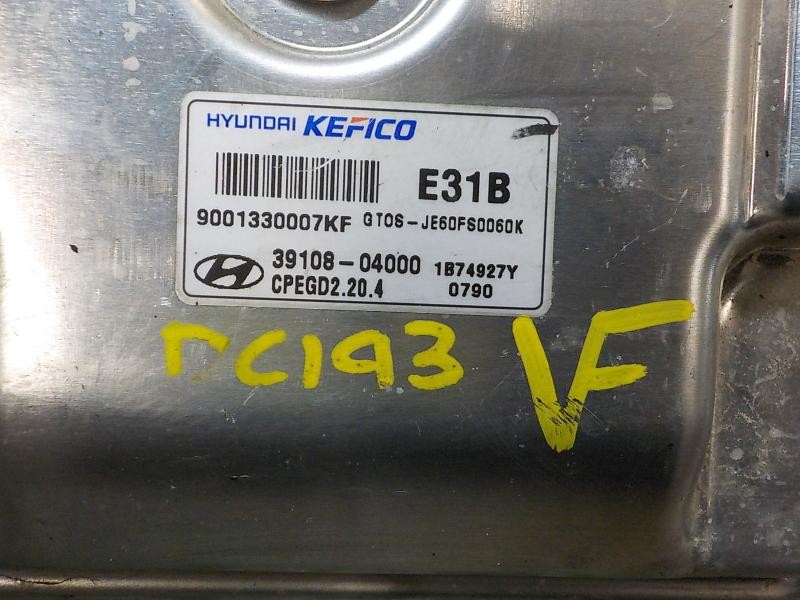 HYUNDAI KEFICO
E31B
9001330007KF GTOS-JE60FS0060K
39108-04000 1B74927Y
CPEGD2.20.4 0790
DC193 VF